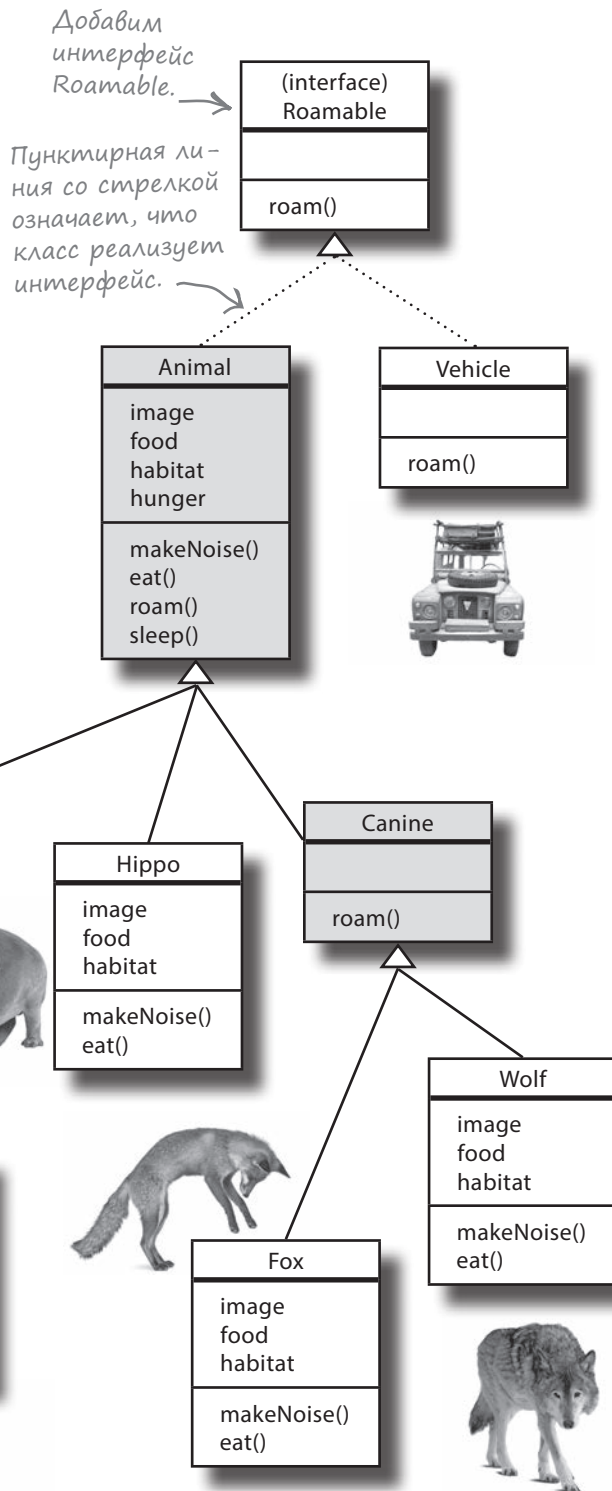 Добавим
интерфейс
Roamable.
(interface)
Roamable
roam()
Пунктирная ли-
ния со стрелкой
означает, что
класс реализует
интерфейс.
Animal
image
food
habitat
hunger
makeNoise()
eat()
roam()
sleep()
Vehicle
roam()
Hippo
image
food
habitat
makeNoise()
eat()
Canine
roam()
Wolf
image
food
habitat
makeNoise()
eat()
Fox
image
food
habitat
makeNoise()
eat()